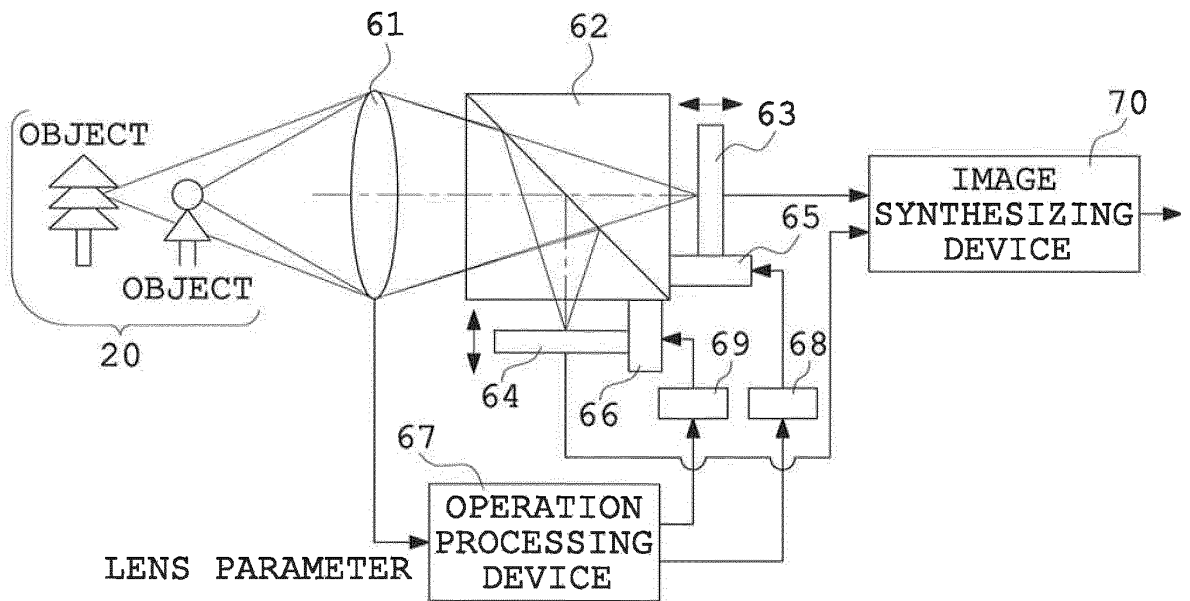 61
62
63
70
OBJECT
IMAGE
SYNTHESIZING
DEVICE
65
OBJECT
20
64
66
69
68
67
OPERATION
PROCESSING
DEVICE
LENS PARAMETER